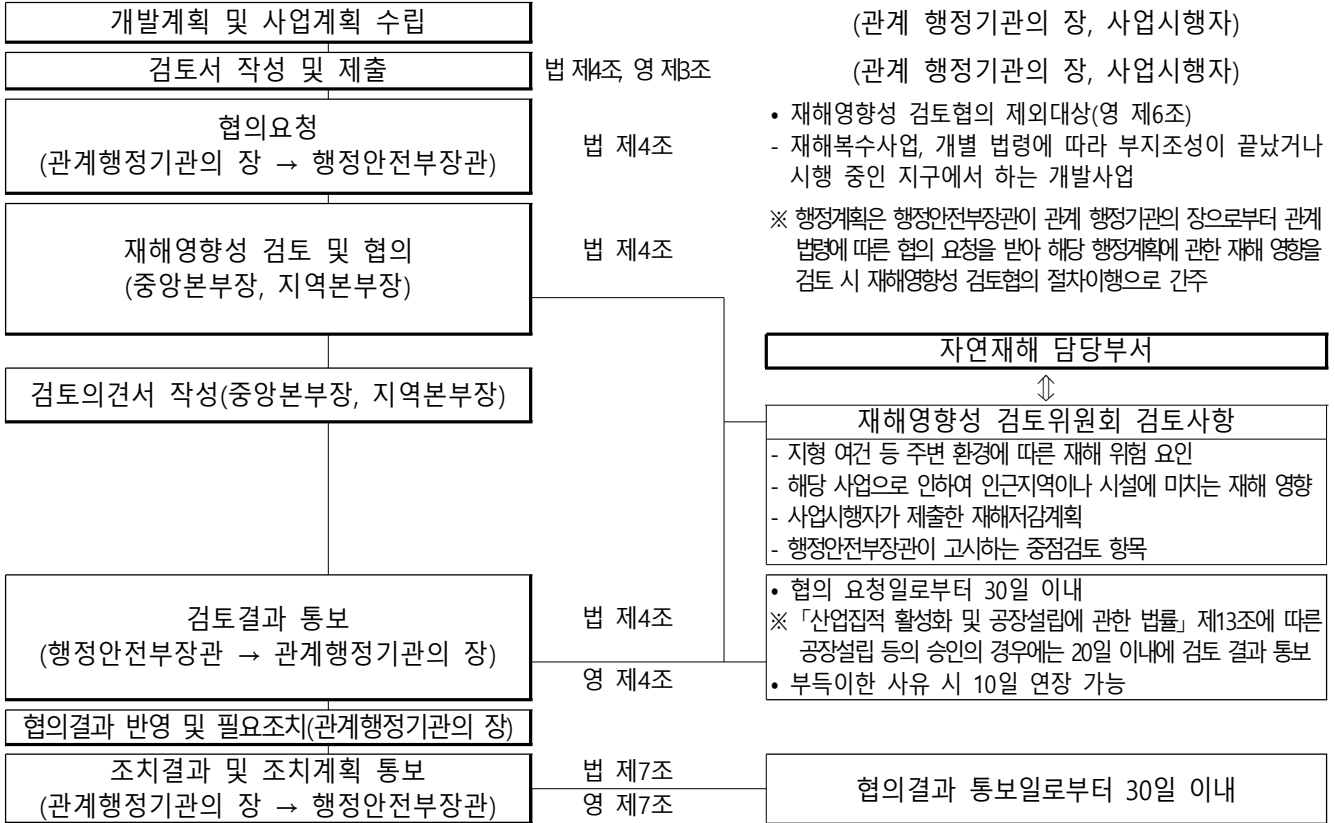 개발계획 및 사업계획 수립
(관계 행정기관의 장, 사업시행자)
검토서 작성 및 제출
법 제4조, 영 제3조
(관계 행정기관의 장, 사업시행자)
협의요청
(관계행정기관의 장 → 행정안전부장관)
법 제4조
• 재해영향성 검토협의 제외대상(영 제6조)
- 재해복수사업, 개별 법령에 따라 부지조성이 끝났거나
시행 중인 지구에서 하는 개발사업
재해영향성 검토 및 협의
(중앙본부장, 지역본부장)
법 제4조
※ 행정계획은 행정안전부장관이 관계 행정기관의 장으로부터 관계
법령에 따른 협의 요청을 받아 해당 행정계획에 관한 재해 영향을
검토 시 재해영향성 검토협의 절차이행으로 간주
자연재해 담당부서
⇕
검토의견서 작성(중앙본부장, 지역본부장)
재해영향성 검토위원회 검토사항
- 지형 여건 등 주변 환경에 따른 재해 위험 요인
- 해당 사업으로 인하여 인근지역이나 시설에 미치는 재해 영향
- 사업시행자가 제출한 재해저감계획
- 행정안전부장관이 고시하는 중점검토 항목
검토결과 통보
(행정안전부장관 → 관계행정기관의 장)
법 제4조
영 제4조
• 협의 요청일로부터 30일 이내
※「산업집적 활성화 및 공장설립에 관한 법률」제13조에 따른
공장설립 등의 승인의 경우에는 20일 이내에 검토 결과 통보
• 부득이한 사유 시 10일 연장 가능
협의결과 반영 및 필요조치(관계행정기관의 장)
조치결과 및 조치계획 통보
(관계행정기관의 장 → 행정안전부장관)
법 제7조
영 제7조
협의결과 통보일로부터 30일 이내